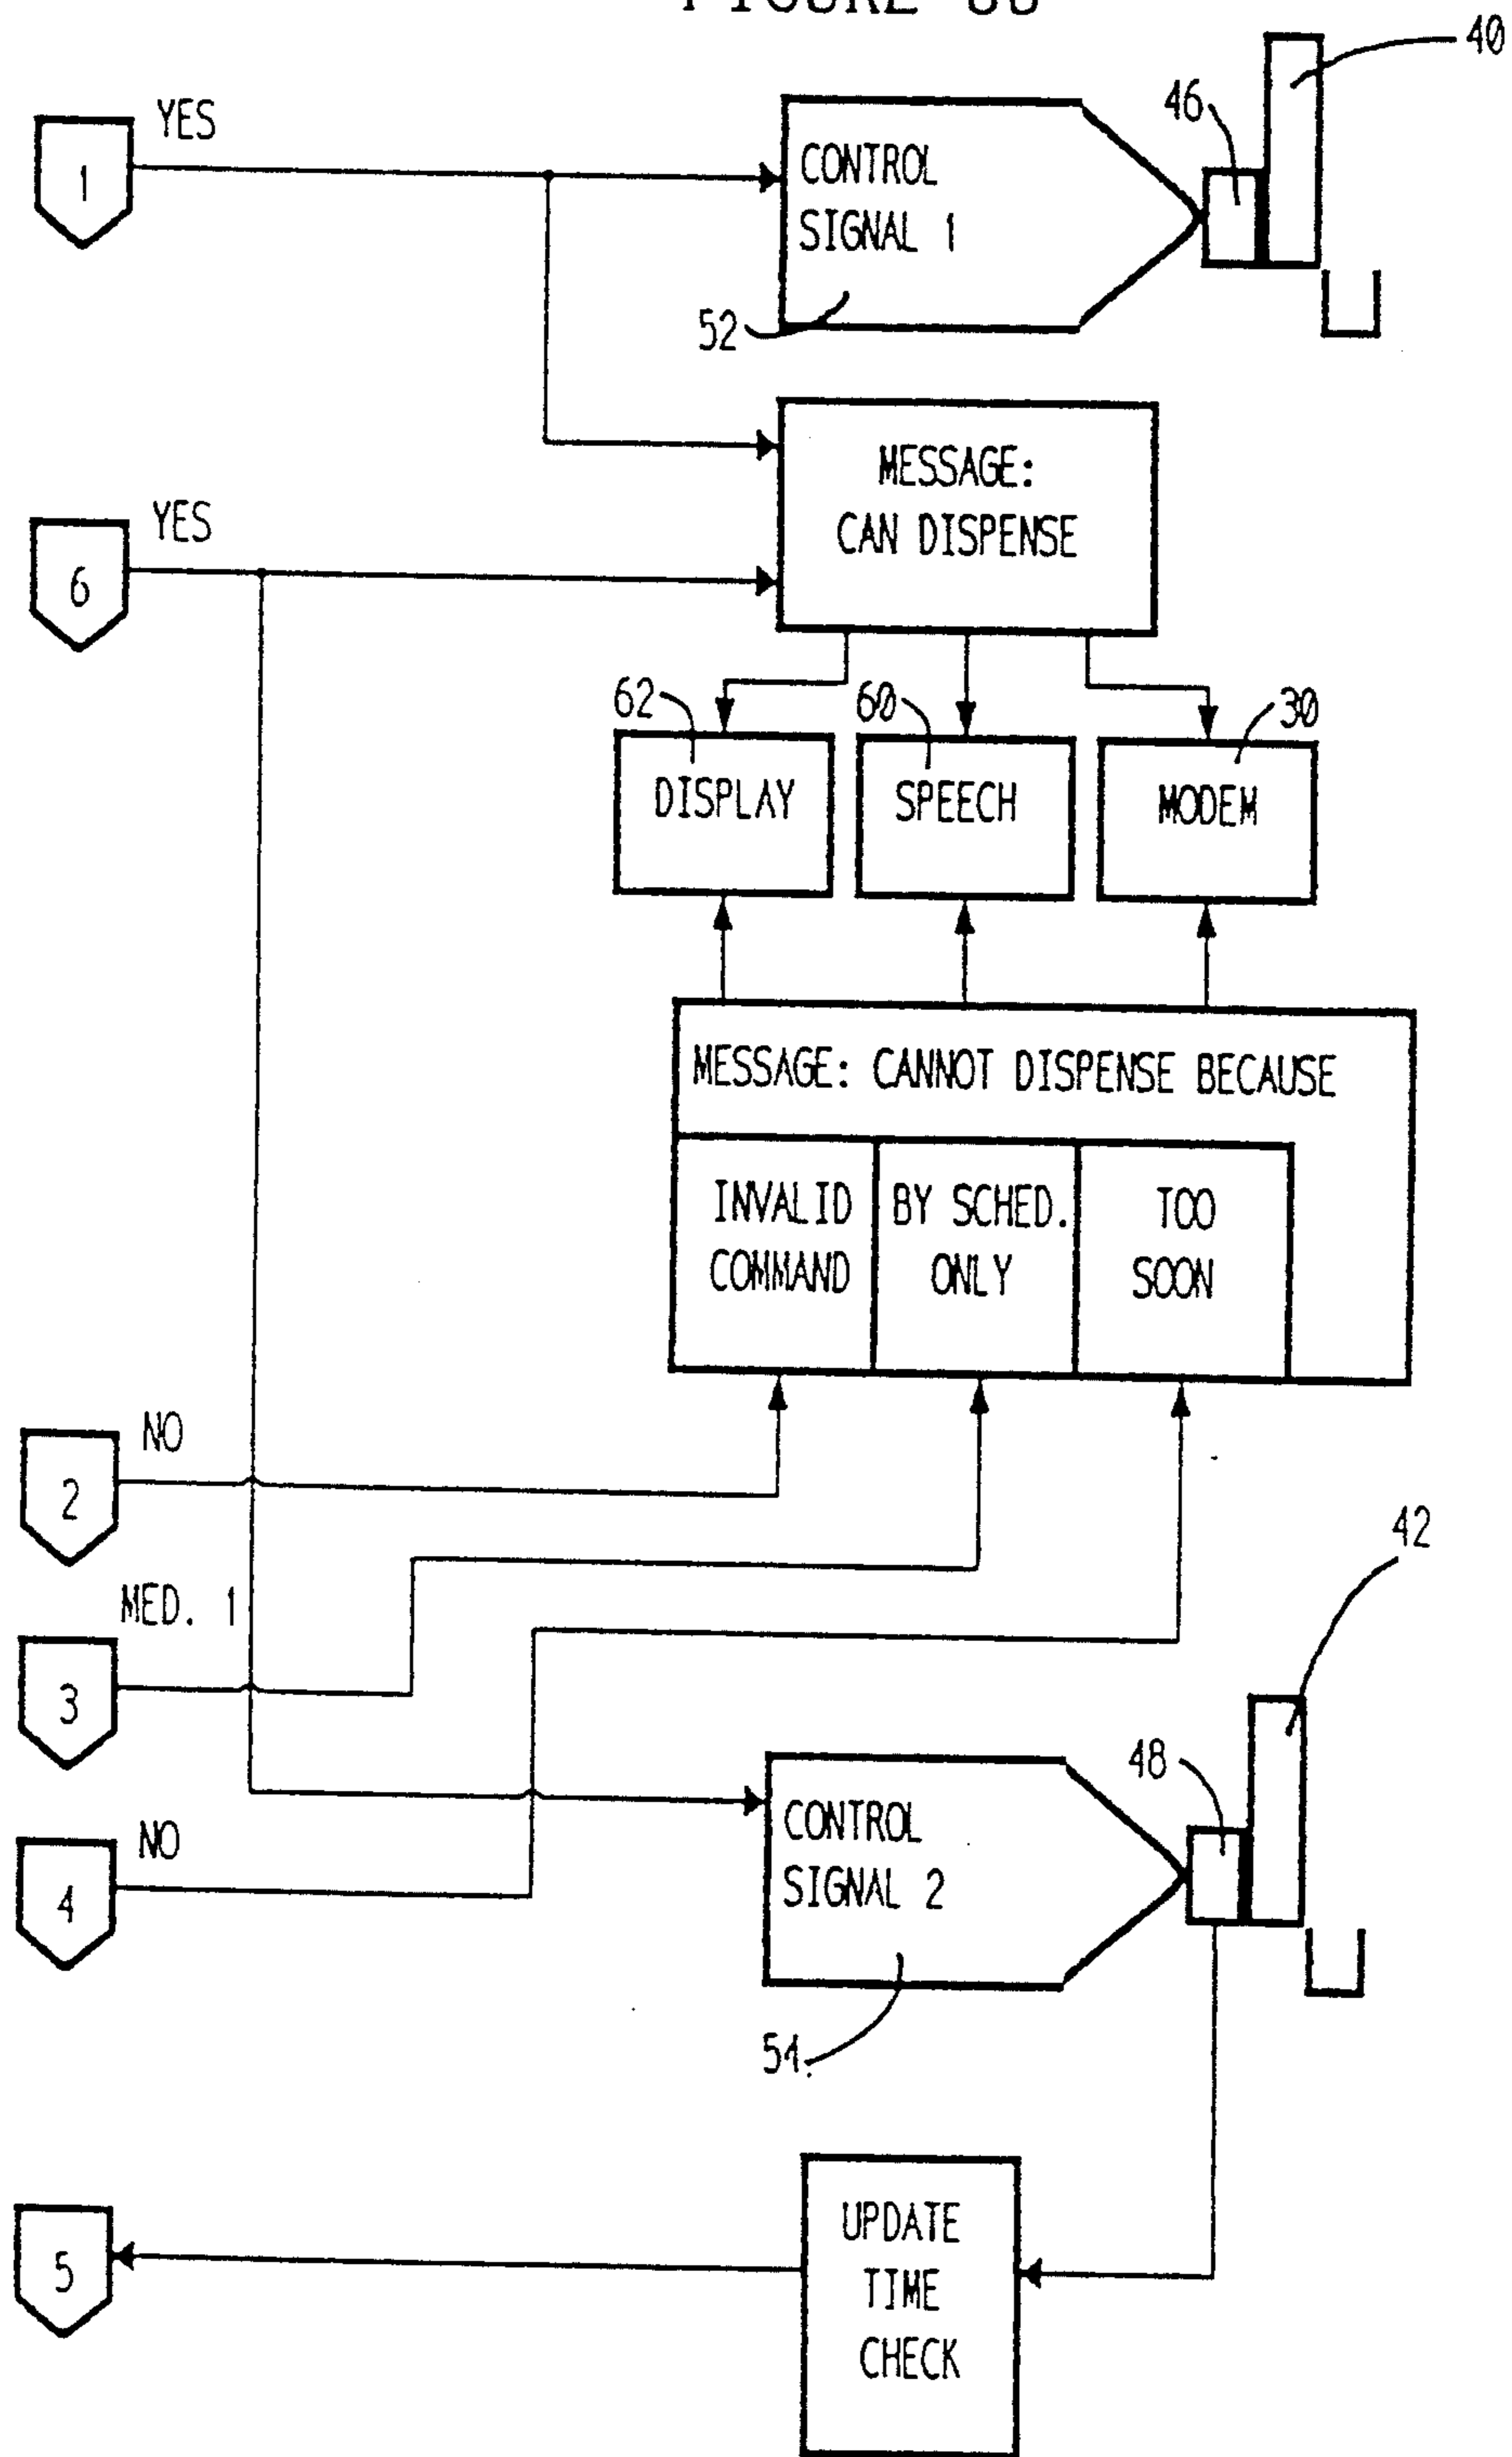 FIGURE
40
YES
1
46
CONTROL
SIGNAL 1
52
MESSAGE:
CAN DISPENSE
YES
6
62
60
30
DISPLAY
SPEECH
MODEM
MESSAGE: CANNOT DISPENSE BECAUSE
INVALID
COMMAND
BY SCHED.
ONLY
TOO
SOON
NO
2
42
MED. 1
3
48
CONTROL
SIGNAL 2
NO
4
54
UPDATE
TIME
CHECK
5